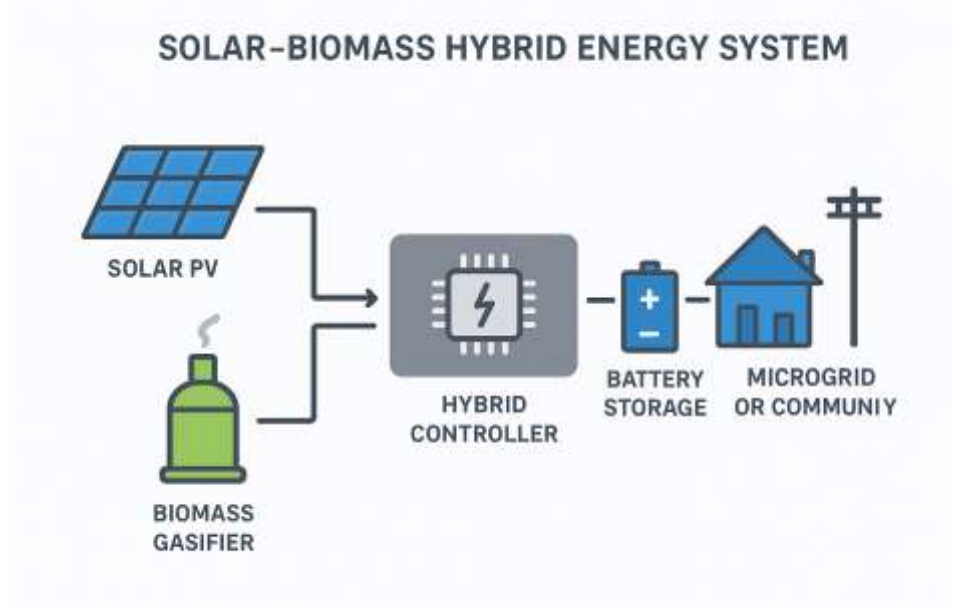 SOLAR-BIOMASS HYBRID ENERGY SYSTEM
SOLAR PV
BIOMASS
GASIFIER
HYBRID
CONTROLLER
+
−
BATTERY
STORAGE
MICROGRID
OR COMMUNIY